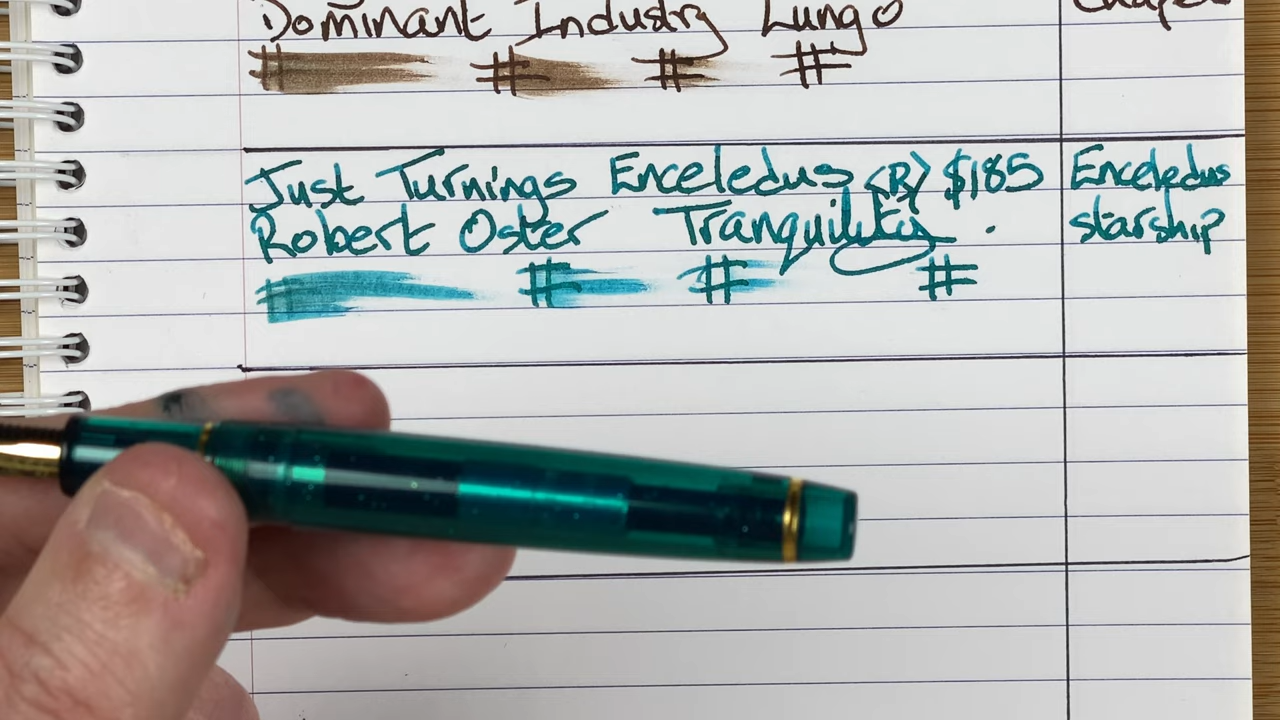 Dominant Industry Lungo
Just Turnings Enceledus <R> $185
Robert Oster Tranquility.
Enceledus
starship